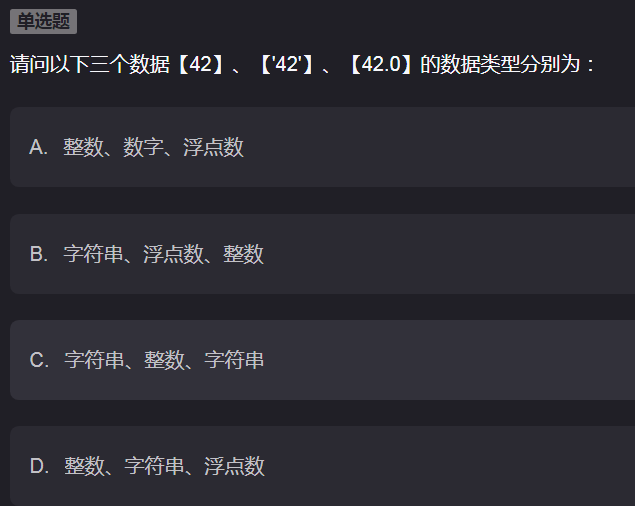 单选题
请问以下三个数据【42】、【'42'】、【42.0】的数据类型分别为：
A. 整数、数字、浮点数
B. 字符串、浮点数、整数
C. 字符串、整数、字符串
D. 整数、字符串、浮点数